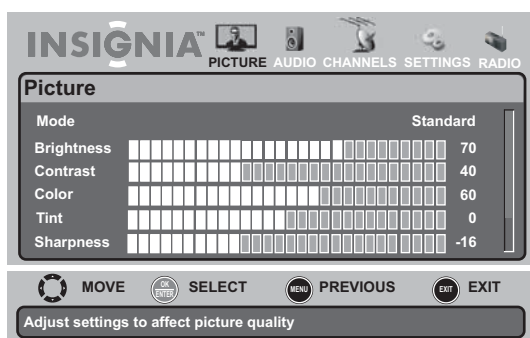 INSIGNIA™
PICTURE AUDIO CHANNELS SETTINGS RADIO
Picture
Mode Standard
Brightness 70
Contrast 40
Color 60
Tint 0
Sharpness -16
MOVE OK ENTER SELECT MENU PREVIOUS EXIT EXIT
Adjust settings to affect picture quality